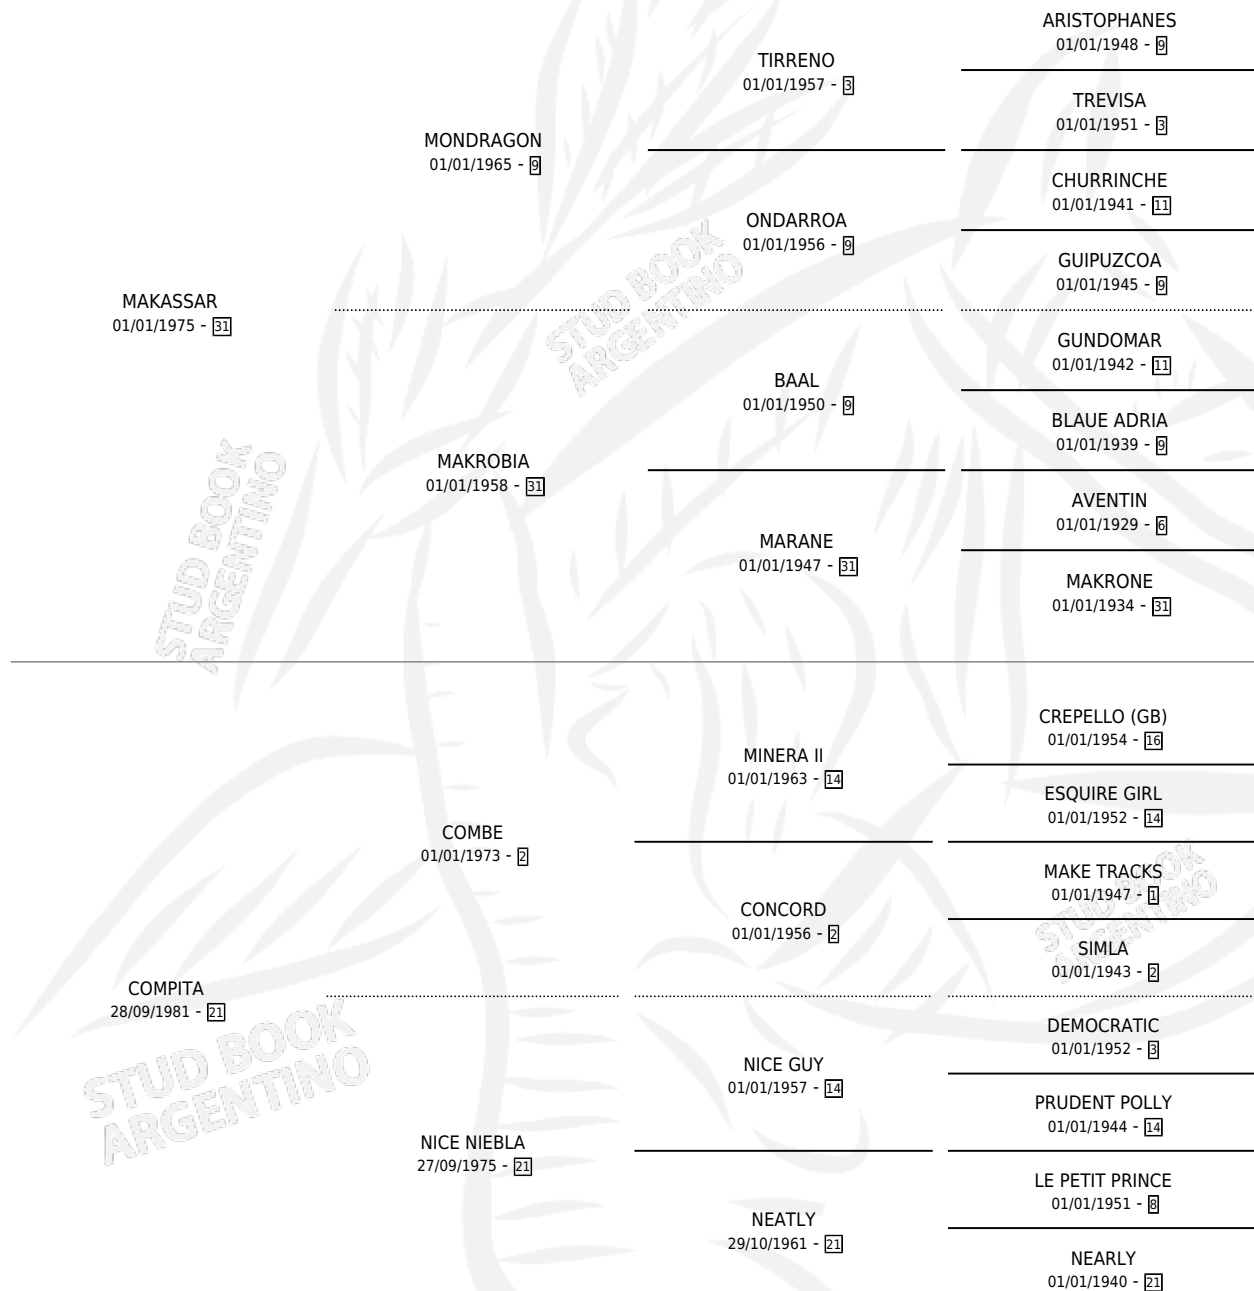 ARISTOPHANES
01/01/1948 - 9
TIRRENO
01/01/1957 - 3
TREVISA
01/01/1951 - 3
MONDRAGON
01/01/1965 - 9
CHURRINCHE
01/01/1941 - 11
ONDARROA
01/01/1956 - 9
GUIPUZCOA
01/01/1945 - 9
MAKASSAR
01/01/1975 - 31
GUNDOMAR
01/01/1942 - 11
BAAL
01/01/1950 - 9
BLAUE ADRIA
01/01/1939 - 9
MAKROBIA
01/01/1958 - 31
AVENTIN
01/01/1929 - 6
MARANE
01/01/1947 - 31
MAKRONE
01/01/1934 - 31
CREPELLO (GB)
01/01/1954 - 16
MINERA II
01/01/1963 - 14
ESQUIRE GIRL
01/01/1952 - 14
COMBE
01/01/1973 - 2
MAKE TRACKS
01/01/1947 - 1
CONCORD
01/01/1956 - 2
SIMLA
01/01/1943 - 2
COMPITA
28/09/1981 - 21
DEMOCRATIC
01/01/1952 - 3
NICE GUY
01/01/1957 - 14
PRUDENT POLLY
01/01/1944 - 14
NICE NIEBLA
27/09/1975 - 21
LE PETIT PRINCE
01/01/1951 - 8
NEATLY
29/10/1961 - 21
NEARLY
01/01/1940 - 21
STUD BOOK
ARGENTINO
STUD BOOK
ARGENTINO
STUD BOOK
ARGENTINO
STUD BOOK
ARGENTINO